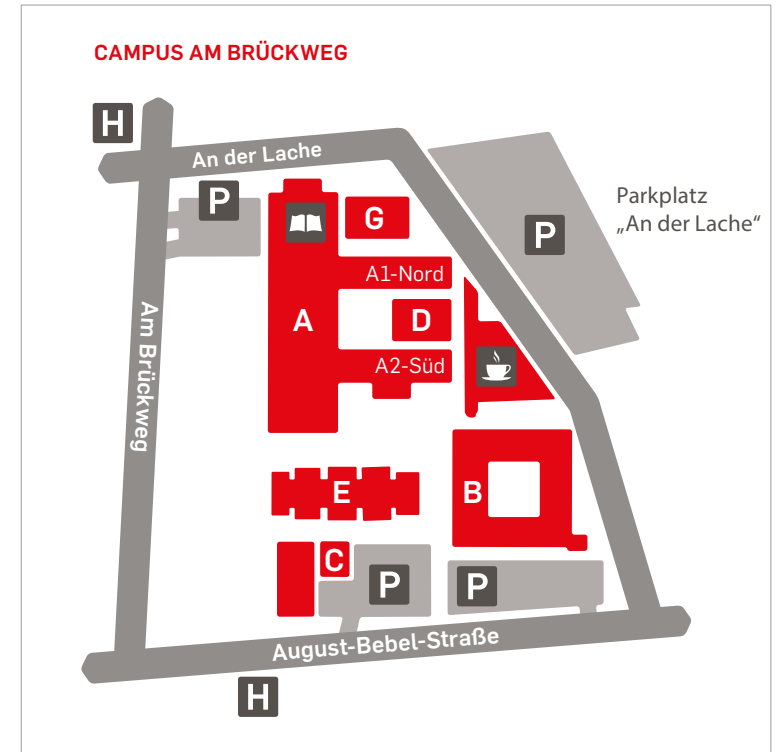 CAMPUS AM BRÜCKWEG
H
An der Lache
P
G
Parkplatz
„An der Lache“
P
A1-Nord
A
D
A2-Süd
Am Brückweg
E
B
C
P
P
August-Bebel-Straße
H